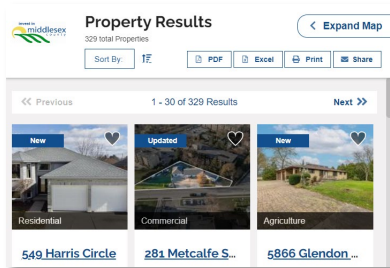 invest in
middlesex
county
Property Results
329 total Properties
Expand Map
Sort By:
PDF
Excel
Print
Share
Previous
1 - 30 of 329 Results
Next
New
Updated
New
Residential
Commercial
Agriculture
549 Harris Circle
281 Metcalfe S...
5866 Glendon ...